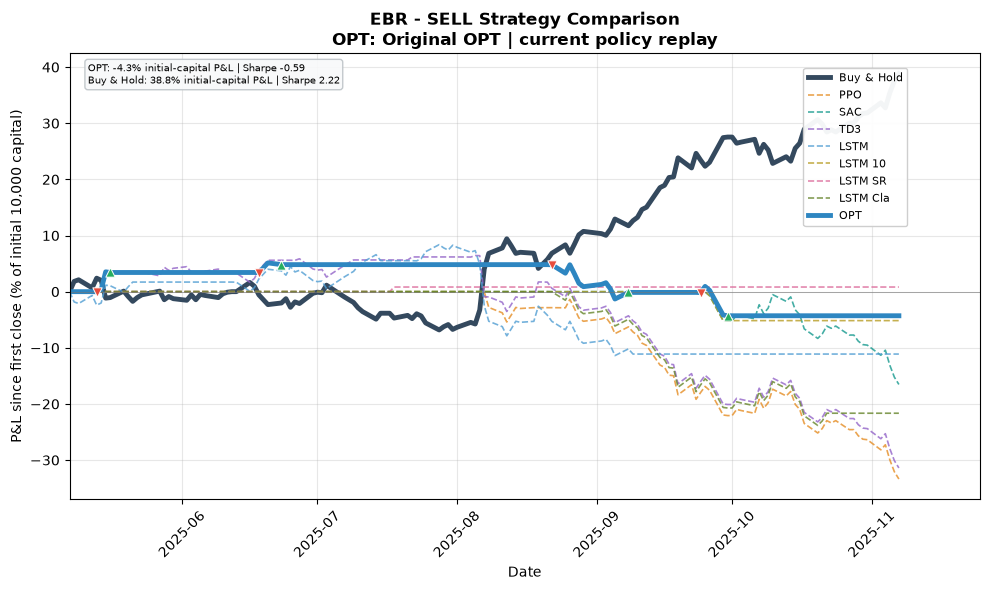 EBR - SELL Strategy Comparison
OPT: Original OPT | current policy replay
OPT: -4.3% initial-capital P&L | Sharpe -0.59
Buy & Hold: 38.8% initial-capital P&L | Sharpe 2.22
Buy & Hold
PPO
SAC
TD3
LSTM
LSTM 10
LSTM SR
LSTM Cla
OPT
P&L since first close (% of initial 10,000 capital)
40
30
20
10
0
−10
−20
−30
2025-06
2025-07
2025-08
2025-09
2025-10
2025-11
Date